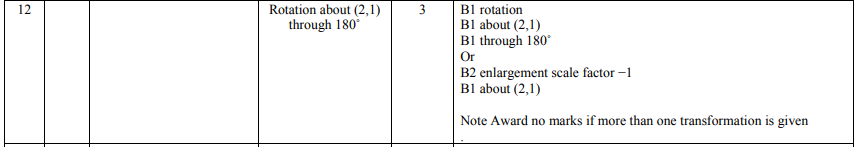 12 Rotation about (2,1) 3 B1 rotation
through 180˚ B1 about (2,1)
B1 through 180˚
Or
B2 enlargement scale factor −1
B1 about (2,1)
Note Award no marks if more than one transformation is given
.